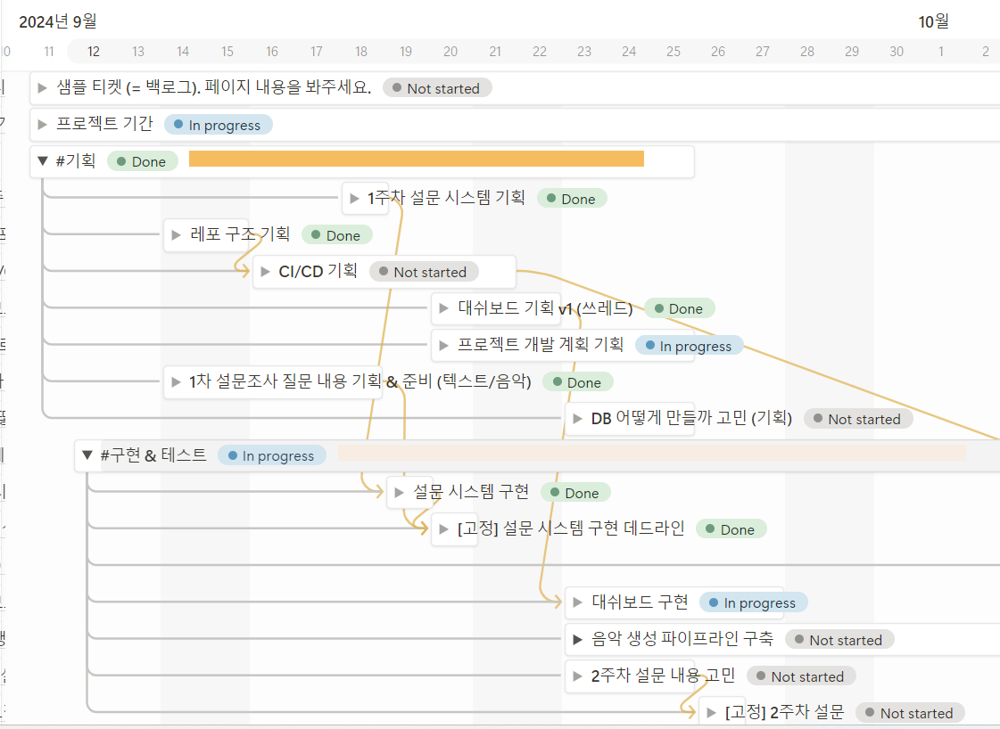 2024년 9월 10월
11 12 13 14 15 16 17 18 19 20 21 22 23 24 25 26 27 28 29 30 1 2
샘플 티켓 (= 백로그). 페이지 내용을 봐주세요. Not started
프로젝트 기간 In progress
#기획 Done
1주차 설문 시스템 기획 Done
레포 구조 기획 Done
CI/CD 기획 Not started
대쉬보드 기획 v1 (쓰레드) Done
프로젝트 개발 계획 기획 In progress
1차 설문조사 질문 내용 기획 & 준비 (텍스트/음악) Done
DB 어떻게 만들까 고민 (기획) Not started
#구현 & 테스트 In progress
설문 시스템 구현 Done
[고정] 설문 시스템 구현 데드라인 Done
대쉬보드 구현 In progress
음악 생성 파이프라인 구축 Not started
2주차 설문 내용 고민 Not started
[고정] 2주차 설문 Not started